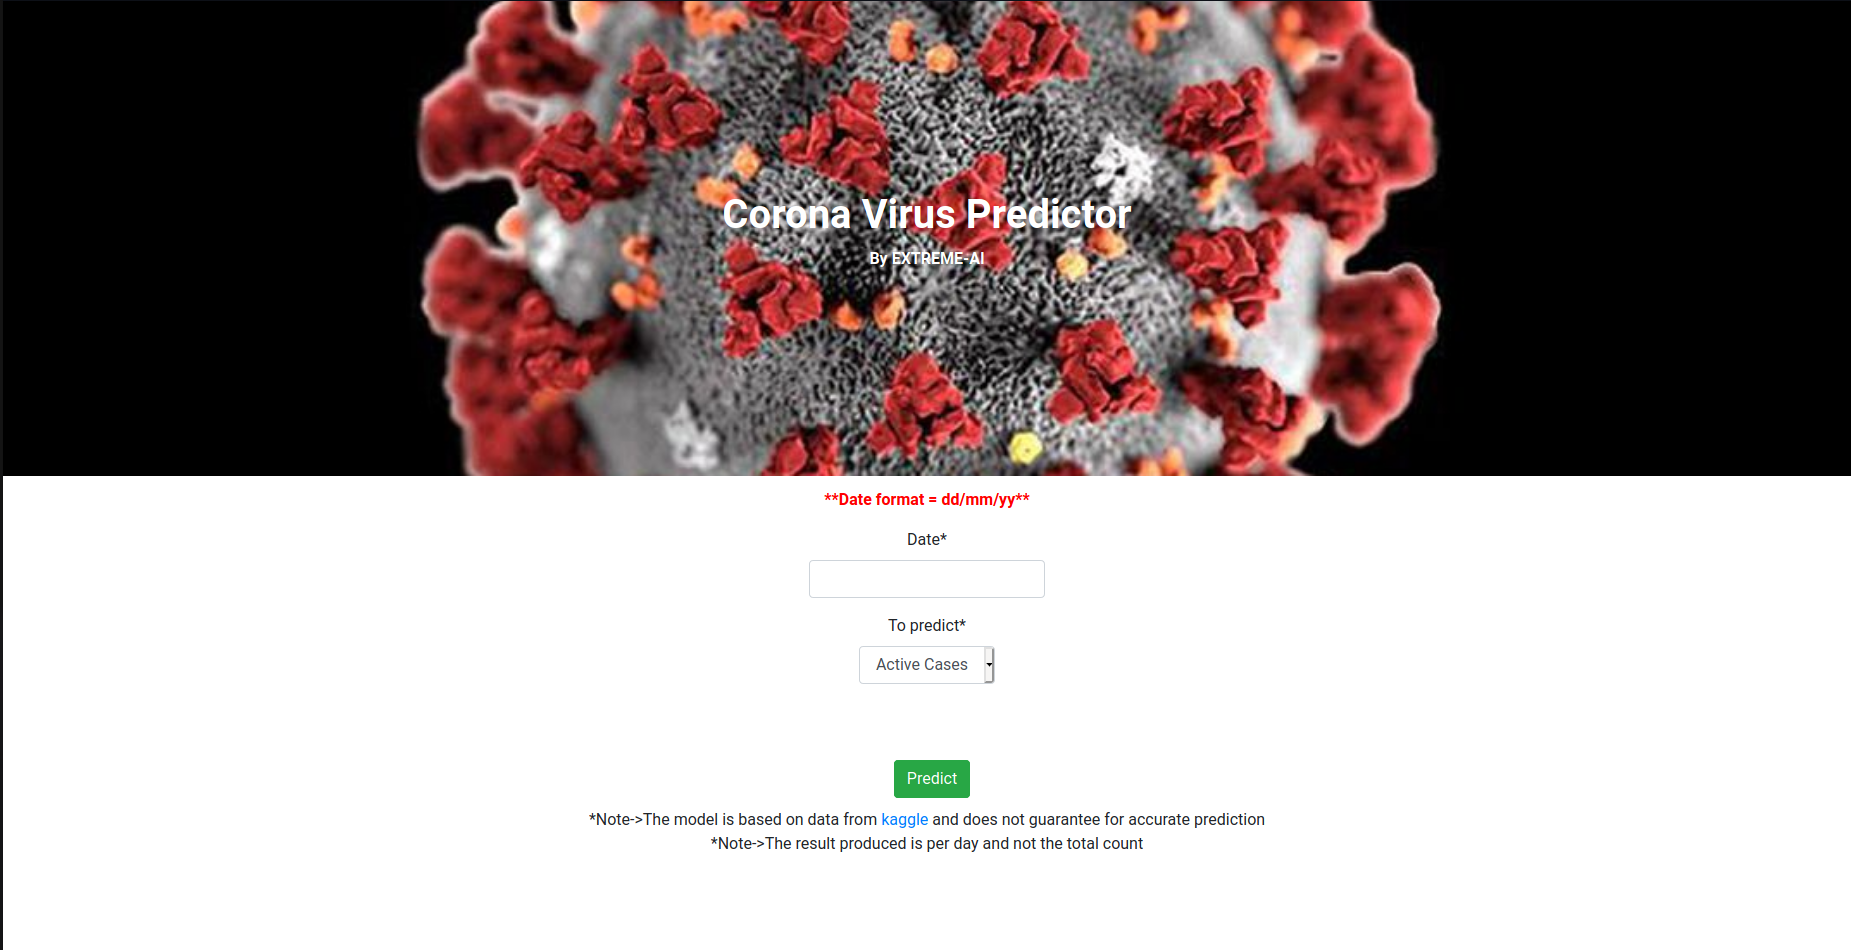 Corona Virus Predictor
By EXTREME-AI
**Date format = dd/mm/yy**
Date*
To predict*
Active Cases
Predict
*Note->The model is based on data from kaggle and does not guarantee for accurate prediction
*Note->The result produced is per day and not the total count